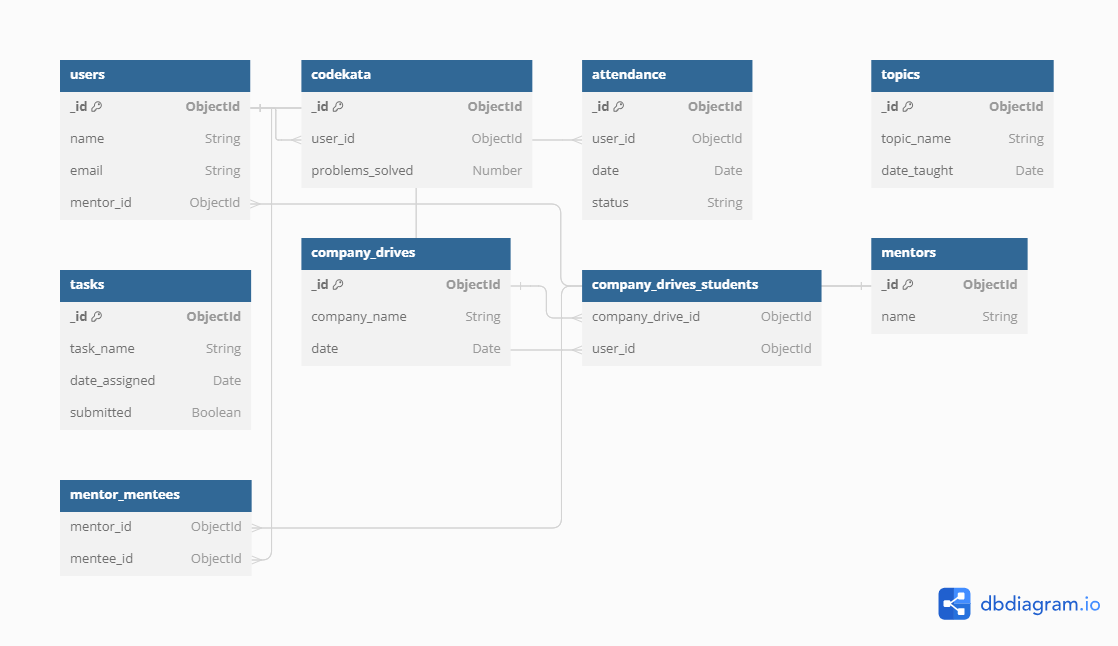 users
_id ObjectId
name String
email String
mentor_id ObjectId
codekata
_id ObjectId
user_id ObjectId
problems_solved Number
attendance
_id ObjectId
user_id ObjectId
date Date
status String
topics
_id ObjectId
topic_name String
date_taught Date
tasks
_id ObjectId
task_name String
date_assigned Date
submitted Boolean
company_drives
_id ObjectId
company_name String
date Date
company_drives_students
company_drive_id ObjectId
user_id ObjectId
mentors
_id ObjectId
name String
mentor_mentees
mentor_id ObjectId
mentee_id ObjectId
dbdiagram.io